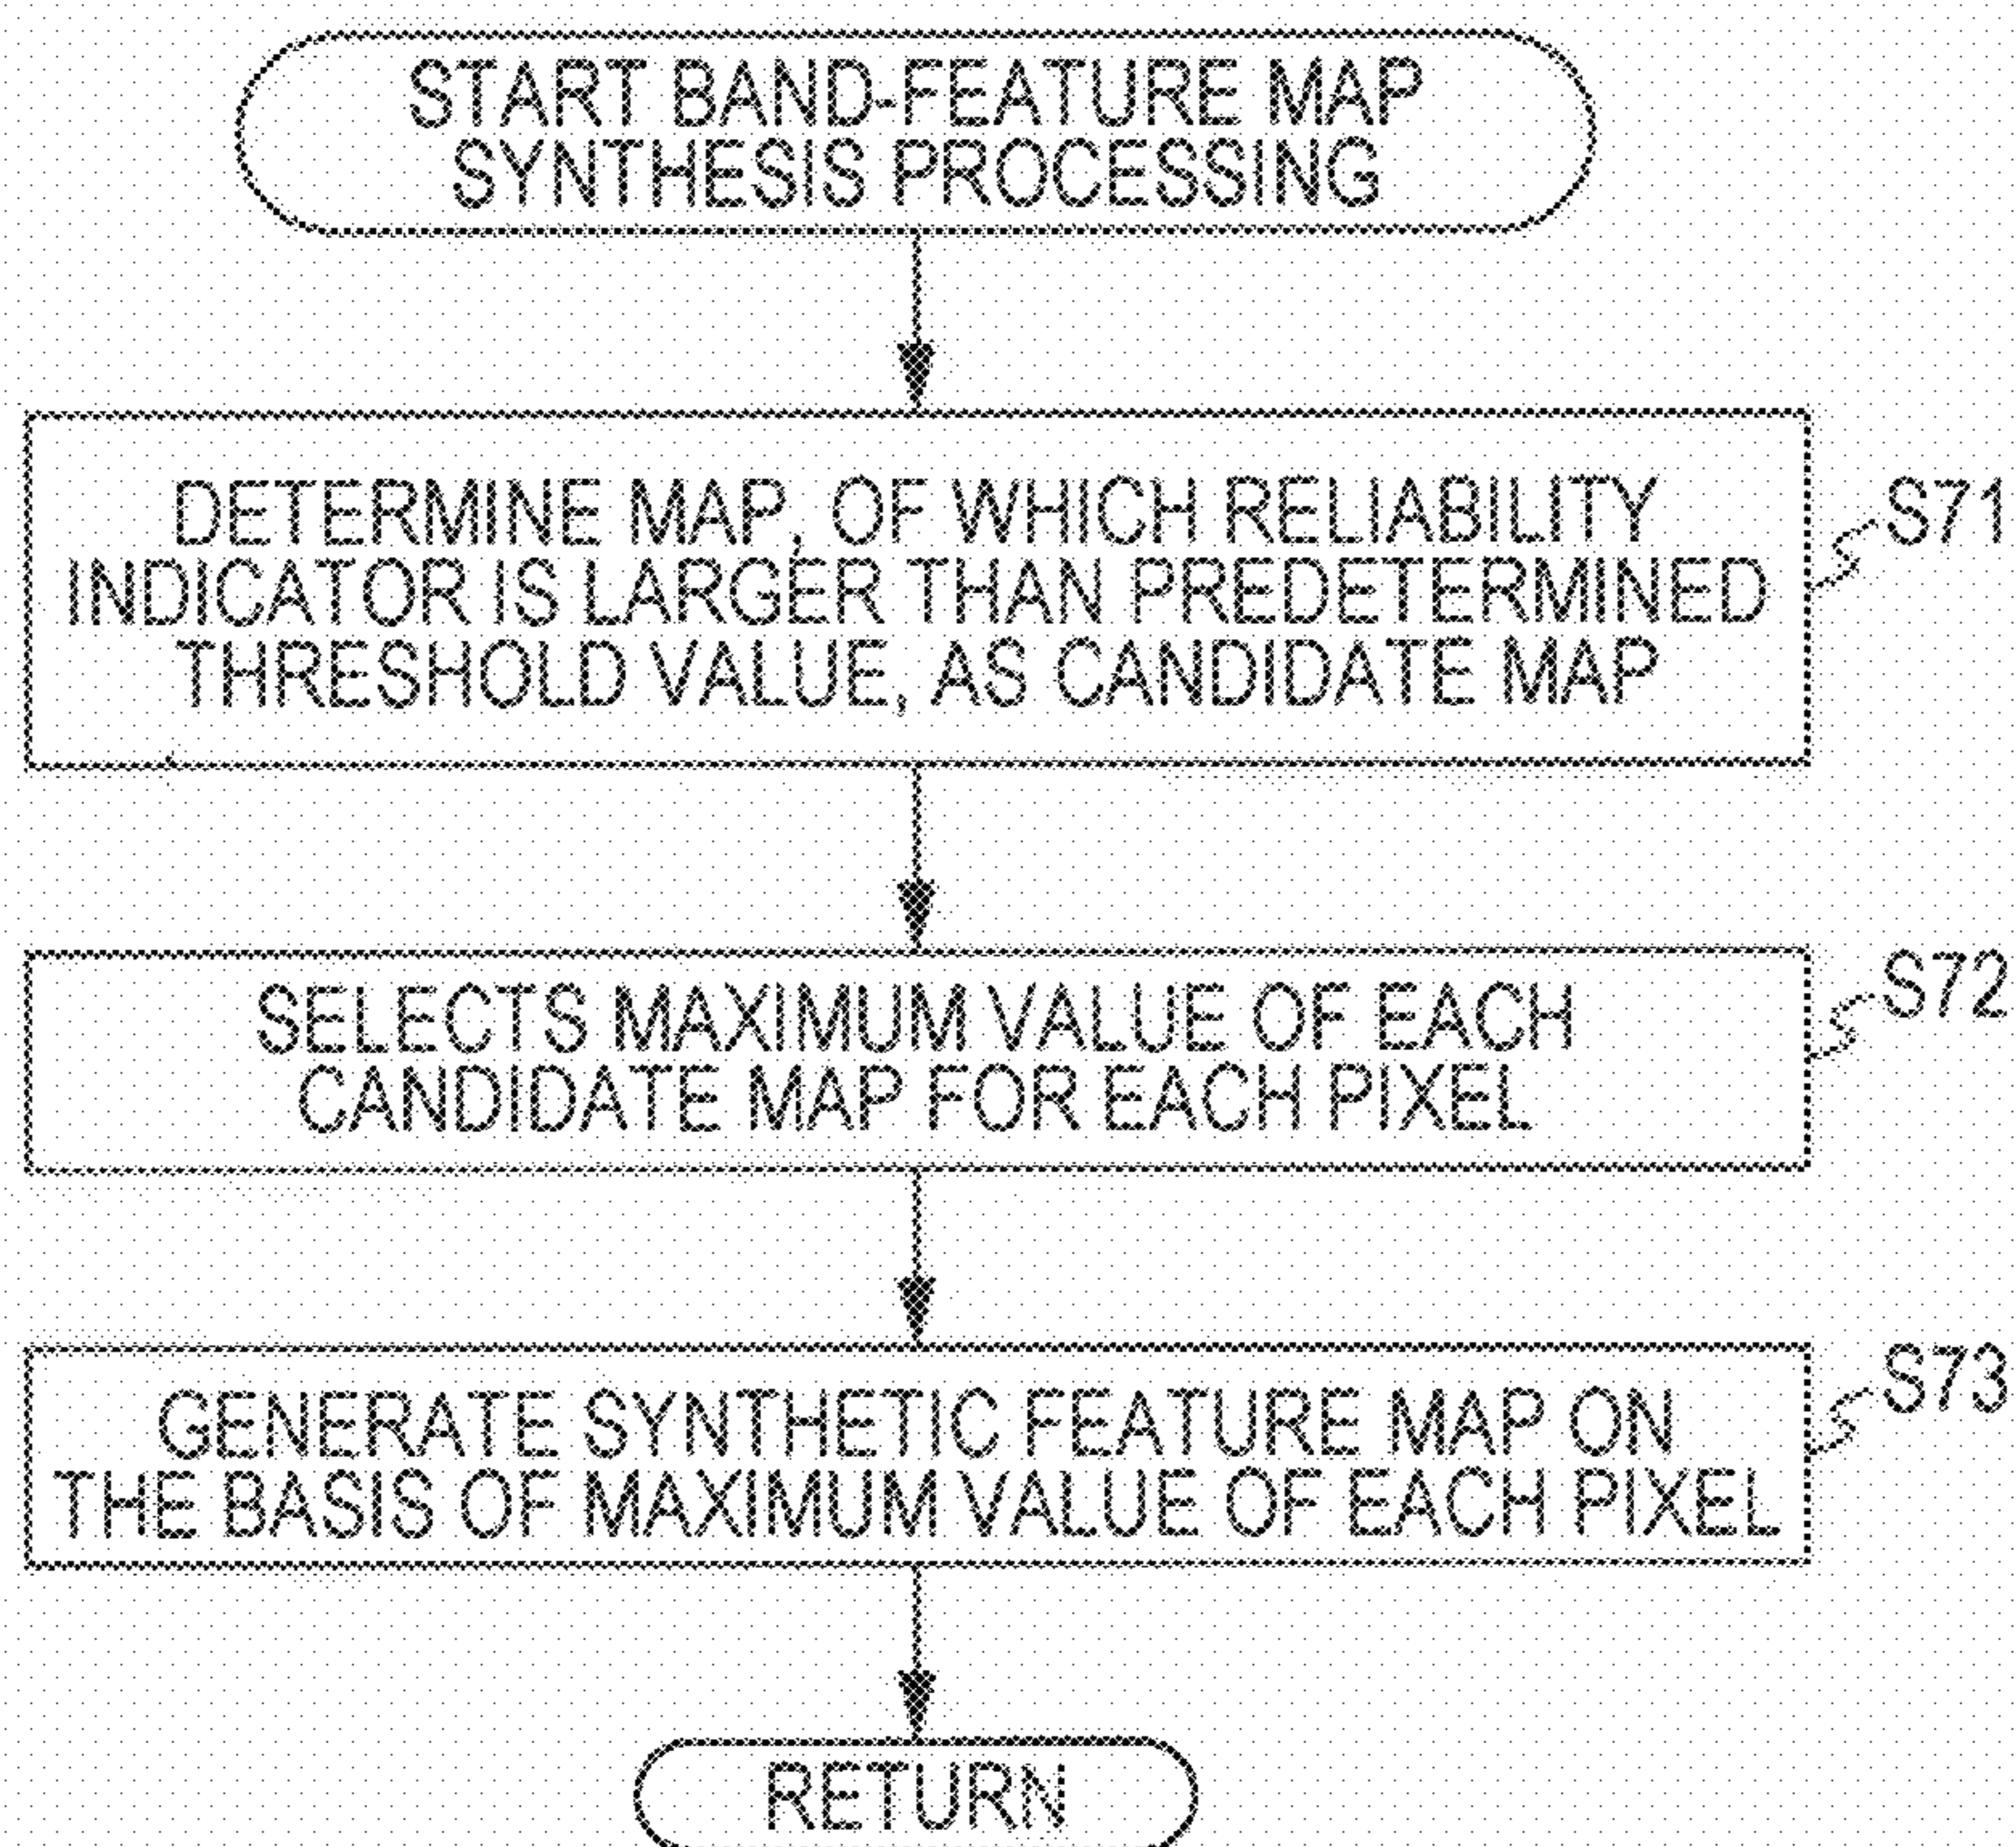 START BAND-FEATURE MAP
SYNTHESIS PROCESSING
DETERMINE MAP, OF WHICH RELIABILITY
INDICATOR IS LARGER THAN PREDETERMINED
THRESHOLD VALUE, AS CANDIDATE MAP
S71
SELECTS MAXIMUM VALUE OF EACH
CANDIDATE MAP FOR EACH PIXEL
S72
GENERATE SYNTHETIC FEATURE MAP ON
THE BASIS OF MAXIMUM VALUE OF EACH PIXEL
S73
RETURN